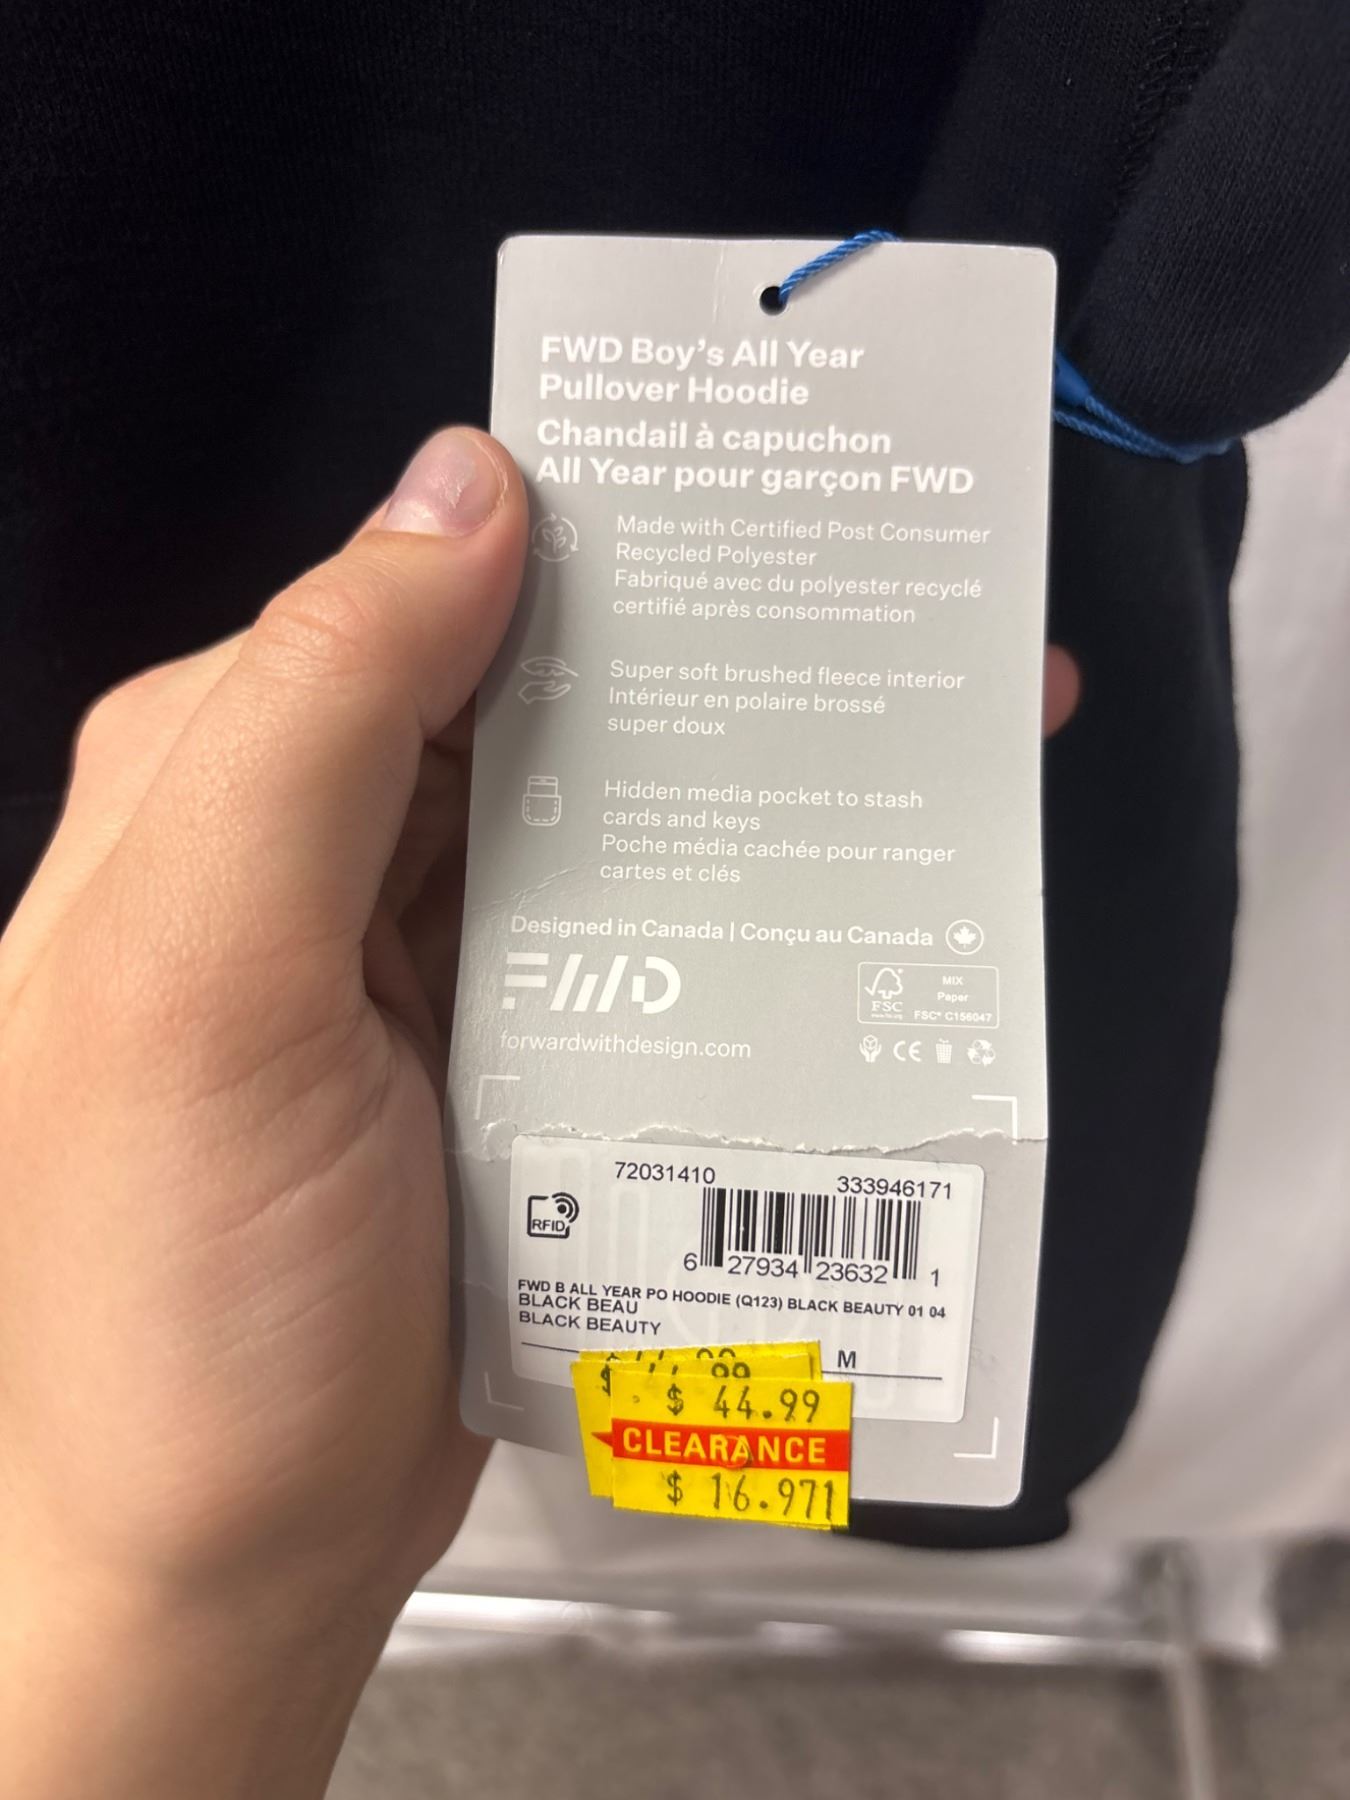 FWD Boy's All Year
Pullover Hoodie
Chandail à capuchon
All Year pour garçon FWD
Made with Certified Post Consumer
Recycled Polyester
Fabriqué avec du polyester recyclé
certifié après consommation
Super soft brushed fleece interior
Intérieur en polaire brossé
super doux
Hidden media pocket to stash
cards and keys
Poche média cachée pour ranger
cartes et clés
Designed in Canada | Conçu au Canada
FWD
FSC
MIX
Paper
FSC® C156047
forwardwithdesign.com
CE
72031410 333946171
RFID
6 27934 23632 1
FWD B ALL YEAR PO HOODIE (Q123) BLACK BEAUTY 01 04
BLACK BEAU
BLACK BEAUTY
M
$ 44.99
CLEARANCE
$ 16.971